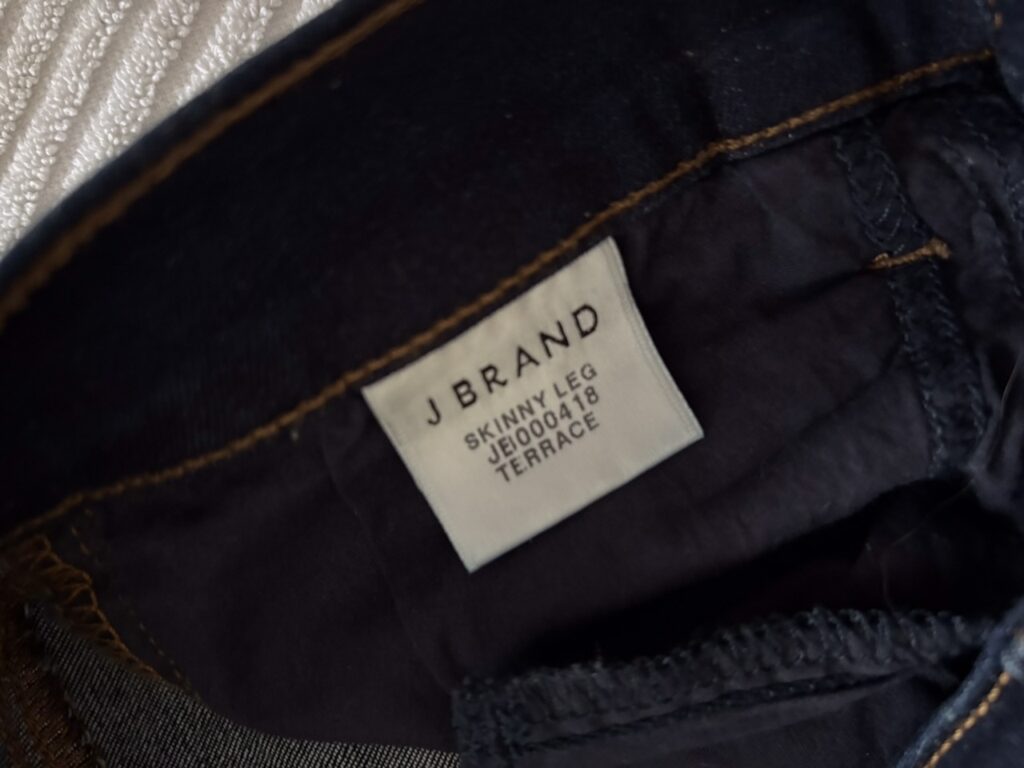 J BRAND
SKINNY LEG
JEI000418
TERRACE